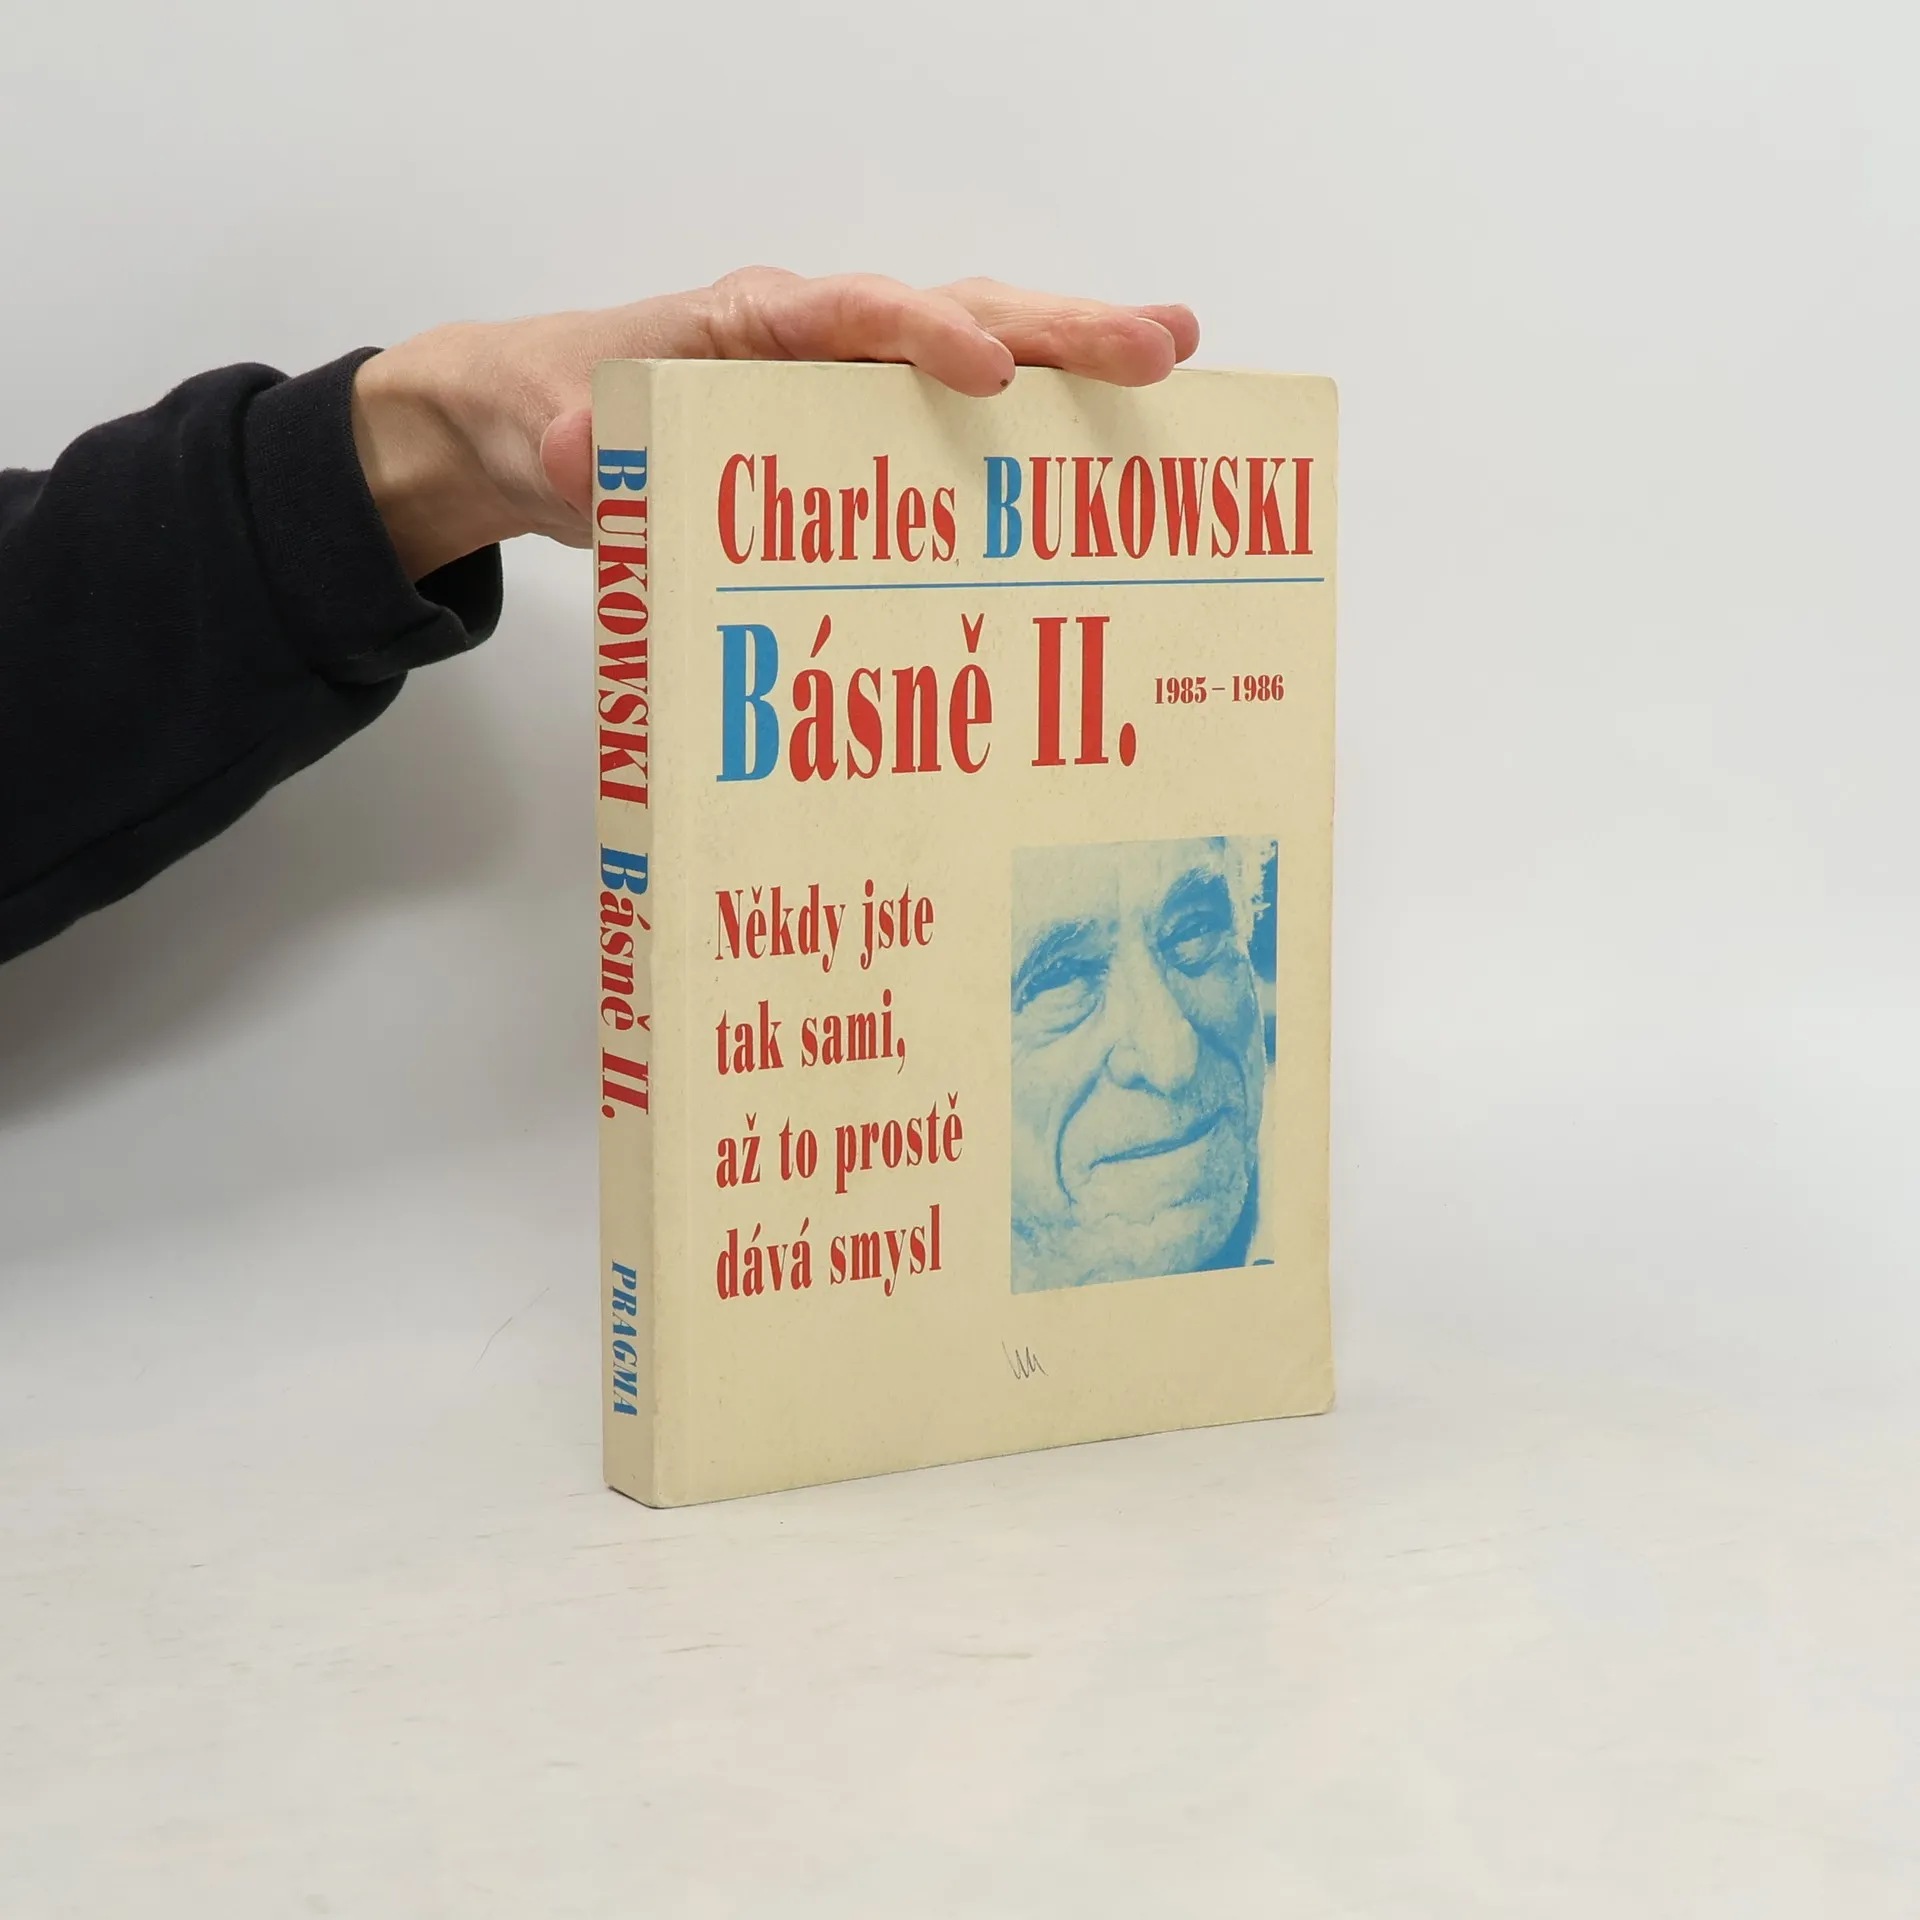 Charles BUKOWSKI
Básně II. 1985–1986
Někdy jste
tak sami,
až to prostě
dává smysl
BUKOWSKI Básně II. PRAGMA